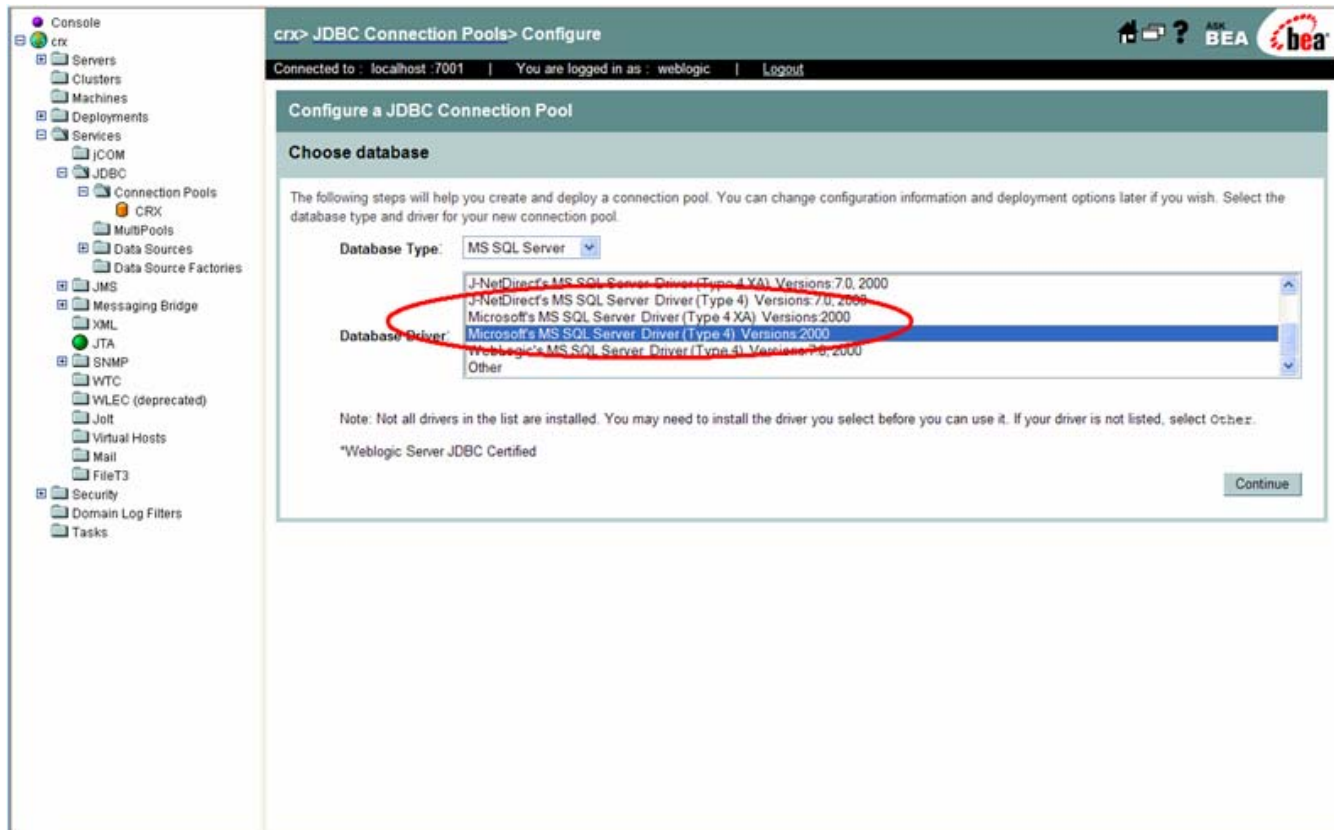 Console
crx
Servers
Clusters
Machines
Deployments
Services
jCOM
JDBC
Connection Pools
CRX
MultiPools
Data Sources
Data Source Factories
JMS
Messaging Bridge
XML
JTA
SNMP
WTC
WLEC (deprecated)
Jolt
Virtual Hosts
Mail
FileT3
Security
Domain Log Filters
Tasks
crx> JDBC Connection Pools> Configure
? ASK BEA bea
Connected to : localhost :7001 | You are logged in as : weblogic | Logout
Configure a JDBC Connection Pool
Choose database
The following steps will help you create and deploy a connection pool. You can change configuration information and deployment options later if you wish. Select the
database type and driver for your new connection pool.
Database Type: MS SQL Server
J-NetDirect's MS SQL Server Driver (Type 4 XA) Versions:7.0, 2000
J-NetDirect's MS SQL Server Driver (Type 4) Versions:7.0, 2000
Microsoft's MS SQL Server Driver (Type 4 XA) Versions:2000
Database Driver: Microsoft's MS SQL Server Driver (Type 4) Versions:2000
WebLogic's MS SQL Server Driver (Type 4) Versions:7.0, 2000
Other
Note: Not all drivers in the list are installed. You may need to install the driver you select before you can use it. If your driver is not listed, select Other.
*Weblogic Server JDBC Certified
Continue